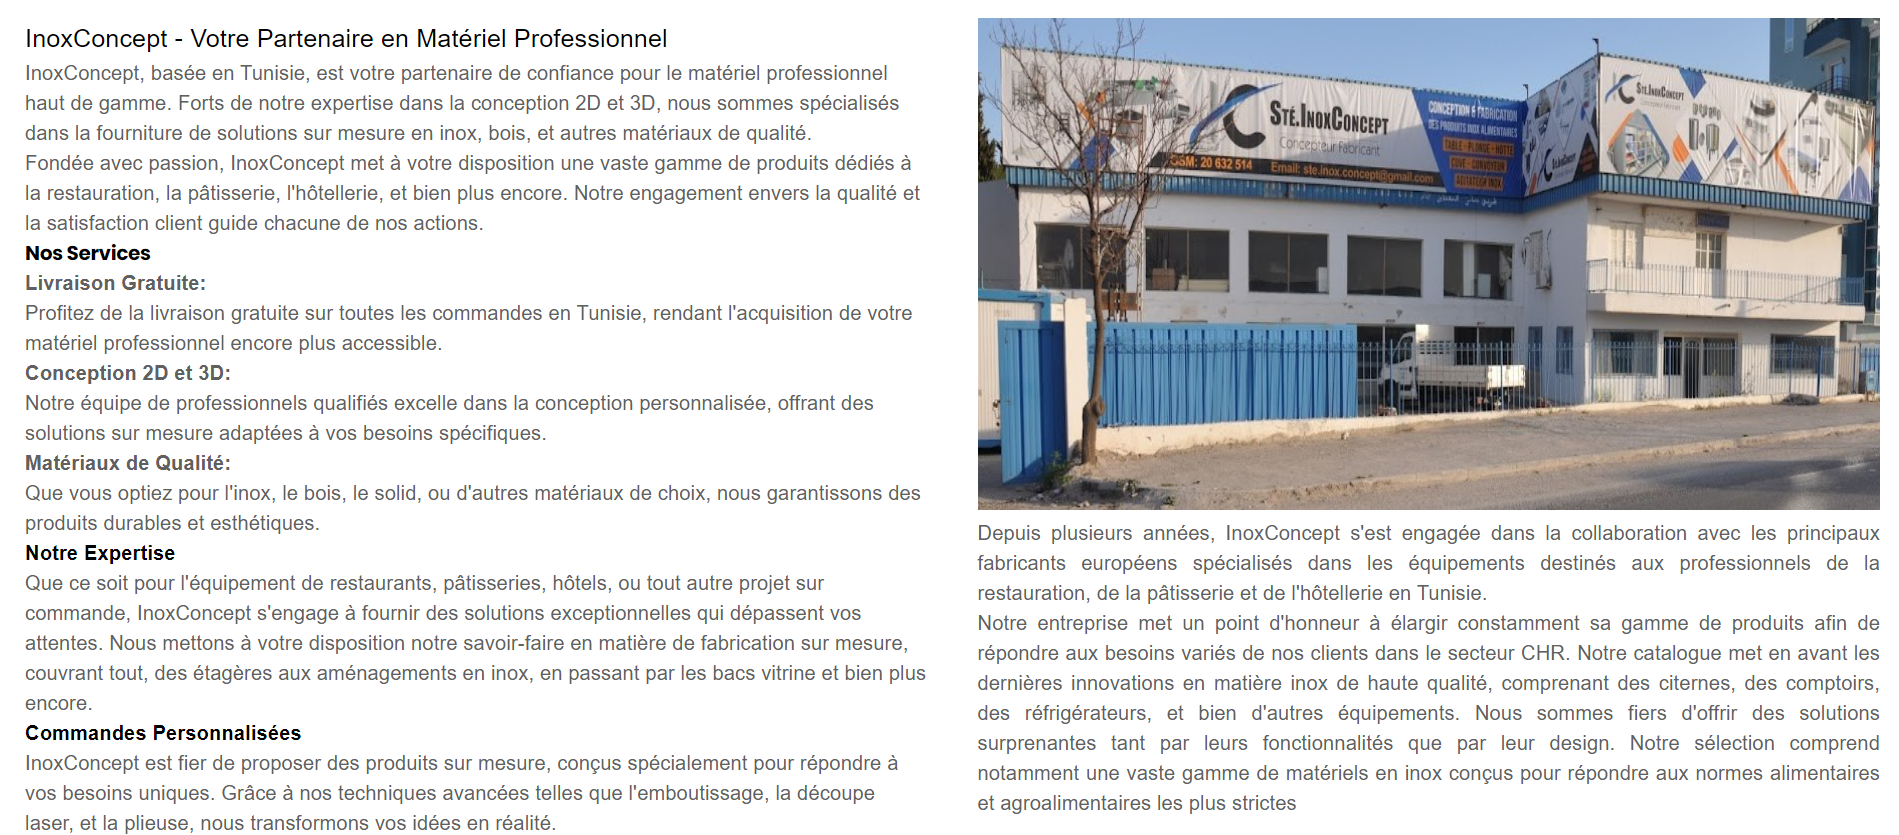 InoxConcept - Votre Partenaire en Matériel Professionnel
InoxConcept, basée en Tunisie, est votre partenaire de confiance pour le matériel professionnel
haut de gamme. Forts de notre expertise dans la conception 2D et 3D, nous sommes spécialisés
dans la fourniture de solutions sur mesure en inox, bois, et autres matériaux de qualité.
Fondée avec passion, InoxConcept met à votre disposition une vaste gamme de produits dédiés à
la restauration, la pâtisserie, l'hôtellerie, et bien plus encore. Notre engagement envers la qualité et
la satisfaction client guide chacune de nos actions.
Nos Services
Livraison Gratuite:
Profitez de la livraison gratuite sur toutes les commandes en Tunisie, rendant l'acquisition de votre
matériel professionnel encore plus accessible.
Conception 2D et 3D:
Notre équipe de professionnels qualifiés excelle dans la conception personnalisée, offrant des
solutions sur mesure adaptées à vos besoins spécifiques.
Matériaux de Qualité:
Que vous optiez pour l'inox, le bois, le solid, ou d'autres matériaux de choix, nous garantissons des
produits durables et esthétiques.
Notre Expertise
Que ce soit pour l'équipement de restaurants, pâtisseries, hôtels, ou tout autre projet sur
commande, InoxConcept s'engage à fournir des solutions exceptionnelles qui dépassent vos
attentes. Nous mettons à votre disposition notre savoir-faire en matière de fabrication sur mesure,
couvrant tout, des étagères aux aménagements en inox, en passant par les bacs vitrine et bien plus
encore.
Commandes Personnalisées
InoxConcept est fier de proposer des produits sur mesure, conçus spécialement pour répondre à
vos besoins uniques. Grâce à nos techniques avancées telles que l'emboutissage, la découpe
laser, et la plieuse, nous transformons vos idées en réalité.
STÉ.INOXCONCEPT
Concepteur Fabricant
GSM: 20 632 514 Email: ste.inox.concept@gmail.com
CONCEPTION & FABRICATION
DES PRODUITS INOX ALIMENTAIRES
TABLE - PLONGE - HOTTE
CUVE - CONVOYEUR
AGITATEUR INOX
STÉ.INOXCONCEPT
STÉ.INOXCONCEPT
Concepteur Fabricant
Depuis plusieurs années, InoxConcept s'est engagée dans la collaboration avec les principaux
fabricants européens spécialisés dans les équipements destinés aux professionnels de la
restauration, de la pâtisserie et de l'hôtellerie en Tunisie.
Notre entreprise met un point d'honneur à élargir constamment sa gamme de produits afin de
répondre aux besoins variés de nos clients dans le secteur CHR. Notre catalogue met en avant les
dernières innovations en matière inox de haute qualité, comprenant des citernes, des comptoirs,
des réfrigérateurs, et bien d'autres équipements. Nous sommes fiers d'offrir des solutions
surprenantes tant par leurs fonctionnalités que par leur design. Notre sélection comprend
notamment une vaste gamme de matériels en inox conçus pour répondre aux normes alimentaires
et agroalimentaires les plus strictes